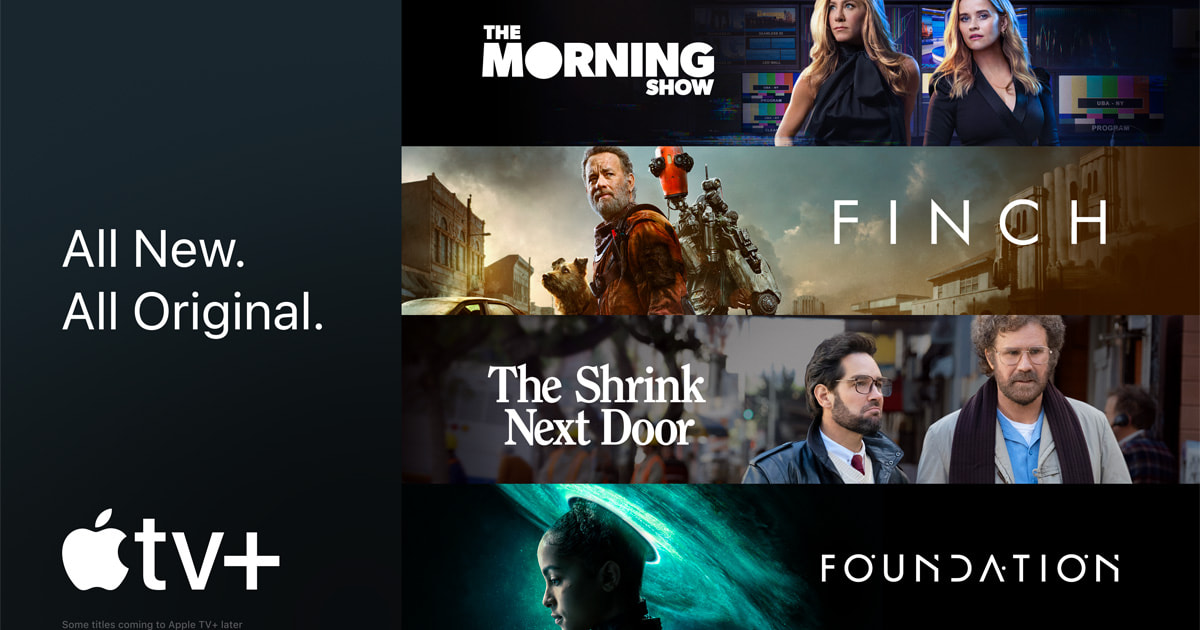 All New.
All Original.
tv+
Some titles coming to Apple TV+ later
THE
MORNING
SHOW
UBA - NY
PROGRAM
FINCH
The Shrink
Next Door
FOUNDATION